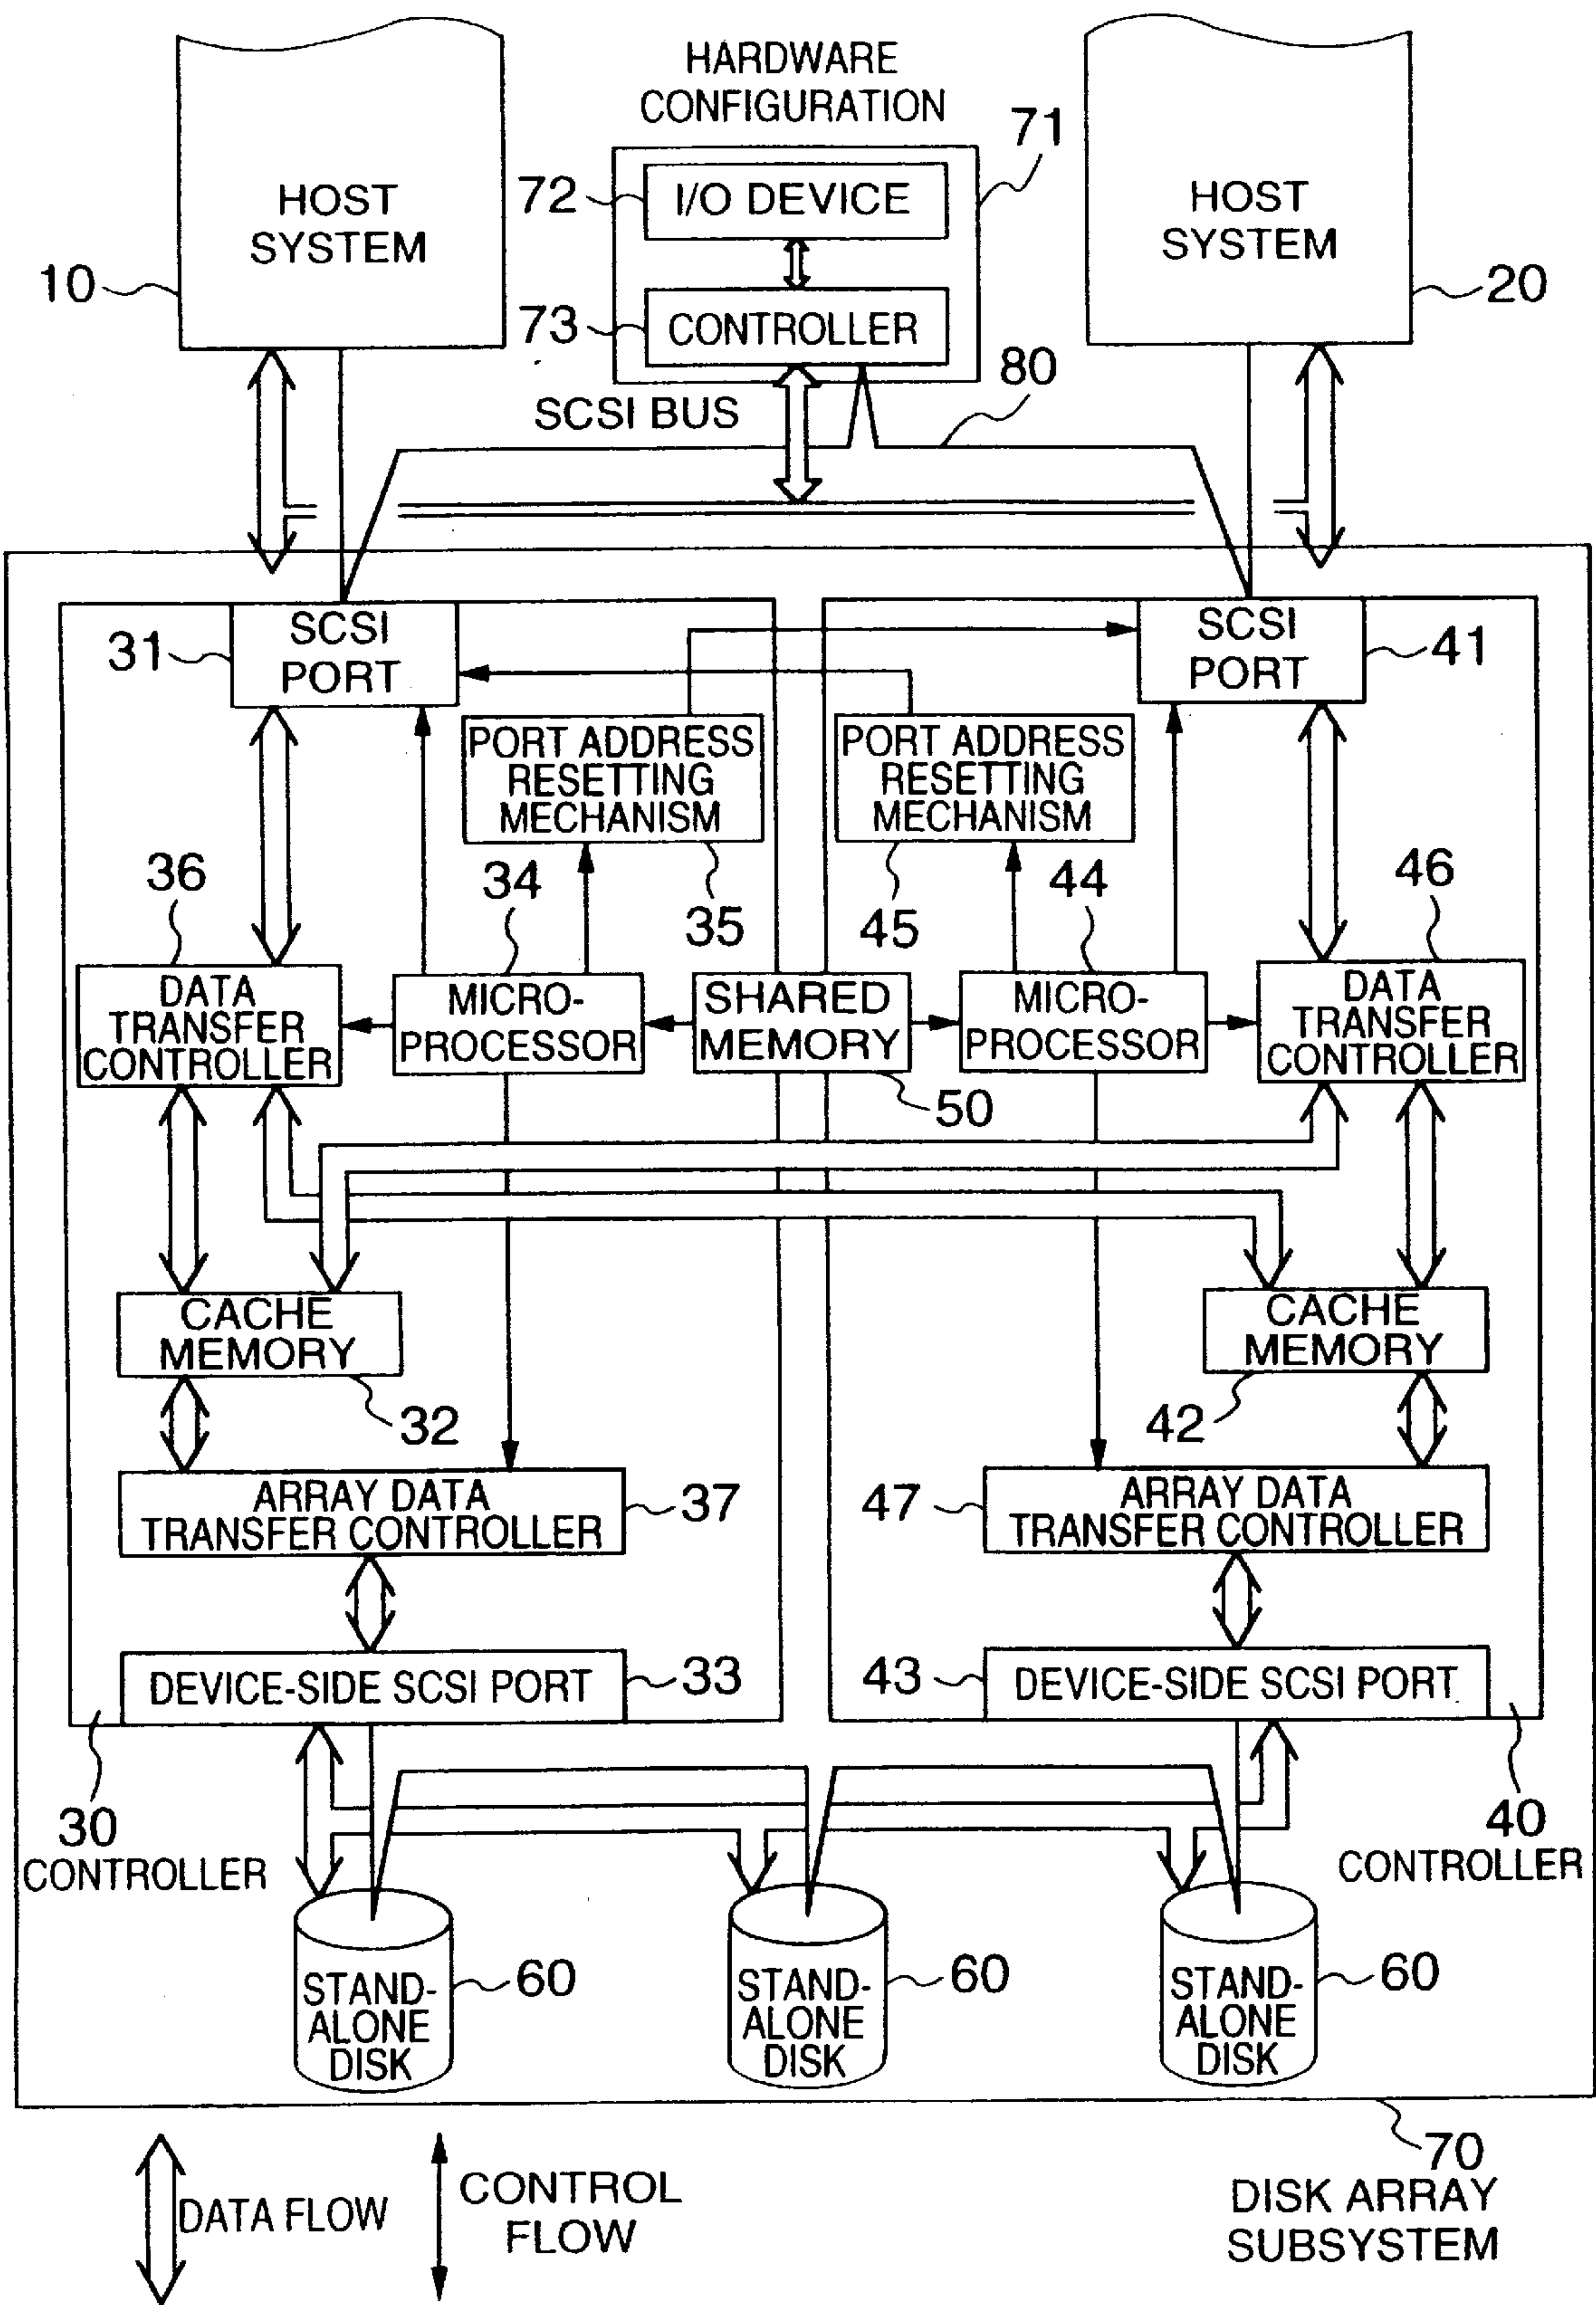 HARDWARE
CONFIGURATION
71
HOST
SYSTEM
72
I/O DEVICE
HOST
SYSTEM
10
73
CONTROLLER
20
SCSI BUS
80
31
SCSI
PORT
SCSI
PORT
41
PORT ADDRESS
RESETTING
MECHANISM
PORT ADDRESS
RESETTING
MECHANISM
36
34
35
45
44
46
DATA
TRANSFER
CONTROLLER
MICRO-
PROCESSOR
SHARED
MEMORY
MICRO-
PROCESSOR
DATA
TRANSFER
CONTROLLER
50
CACHE
MEMORY
CACHE
MEMORY
32
42
ARRAY DATA
TRANSFER CONTROLLER
37
47
ARRAY DATA
TRANSFER CONTROLLER
DEVICE-SIDE SCSI PORT
33
43
DEVICE-SIDE SCSI PORT
30
CONTROLLER
40
CONTROLLER
STAND-
ALONE
DISK
60
STAND-
ALONE
DISK
60
STAND-
ALONE
DISK
60
70
DISK ARRAY
SUBSYSTEM
DATA FLOW
CONTROL
FLOW